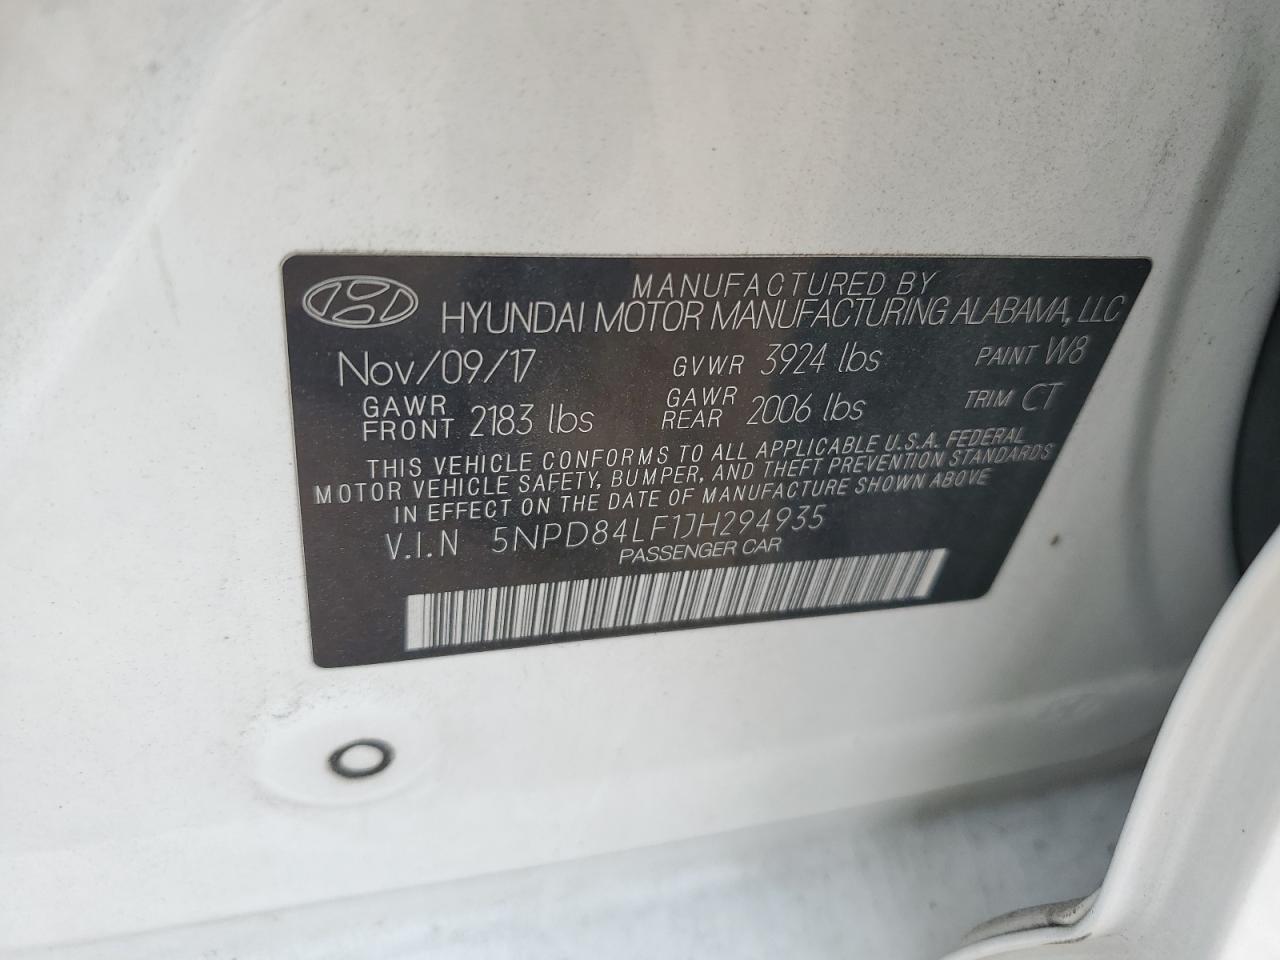 MANUFACTURED BY
HYUNDAI MOTOR MANUFACTURING ALABAMA, LLC
Nov/09/17 GVWR 3924 lbs PAINT W8
GAWR FRONT 2183 lbs GAWR REAR 2006 lbs TRIM CT
THIS VEHICLE CONFORMS TO ALL APPLICABLE U.S.A. FEDERAL
MOTOR VEHICLE SAFETY, BUMPER, AND THEFT PREVENTION STANDARDS
IN EFFECT ON THE DATE OF MANUFACTURE SHOWN ABOVE
V.I.N 5NPD84LF1JH294935
PASSENGER CAR